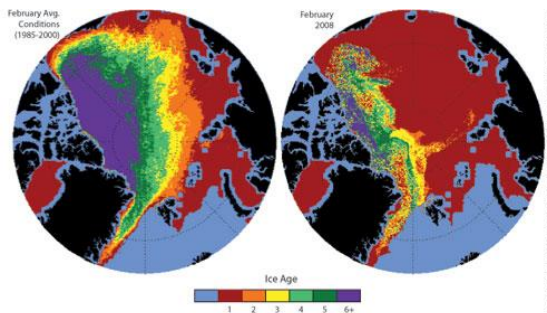 February Avg.
Conditions
(1985-2000)
February
2008
Ice Age
1 2 3 4 5 6+